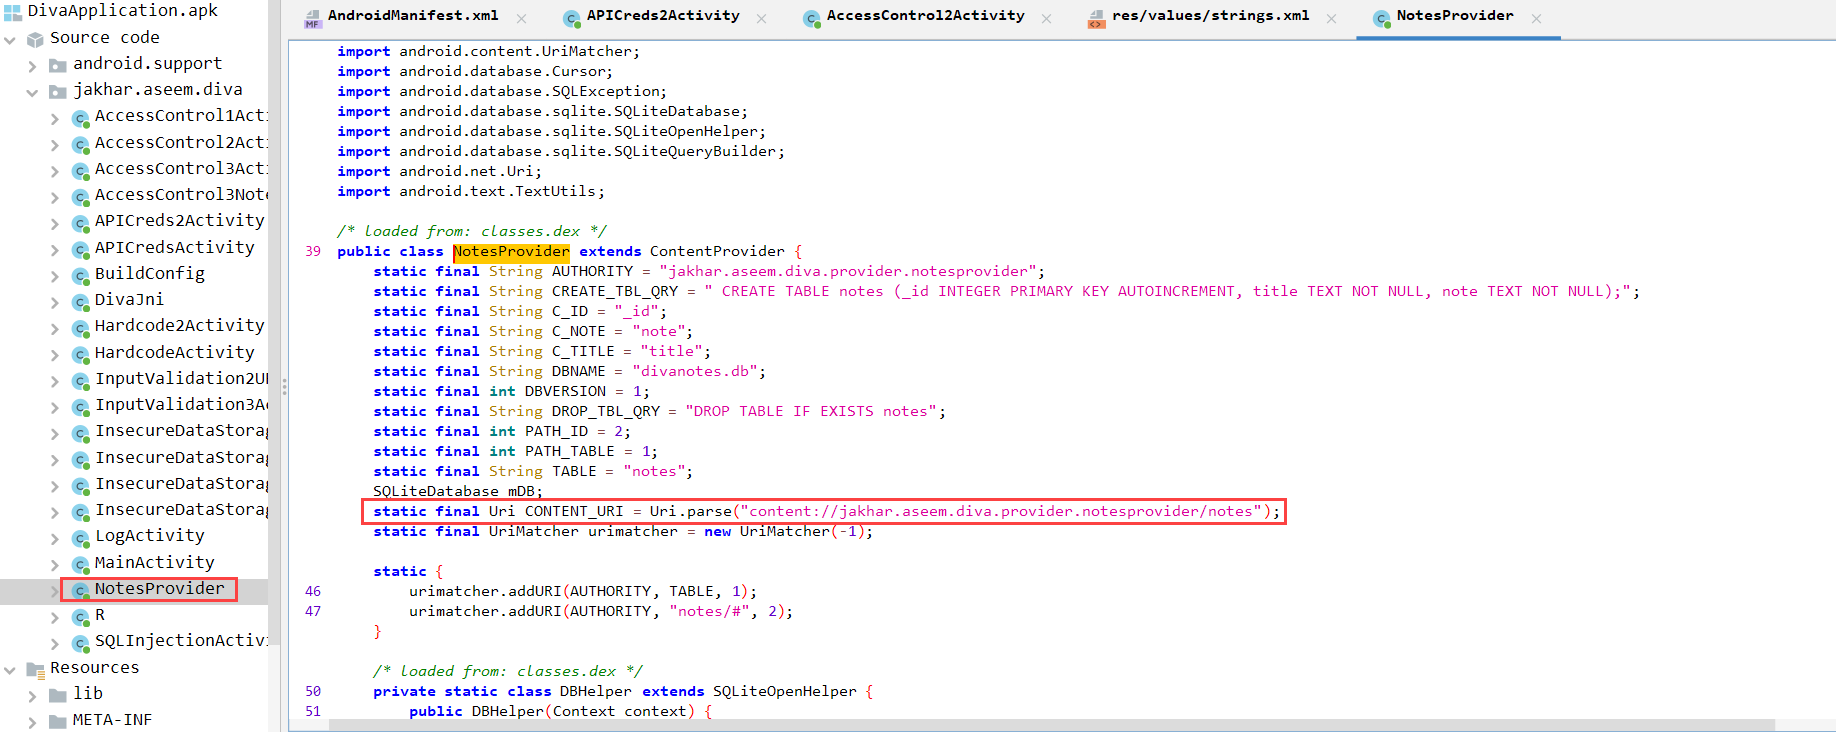 DivaApplication.apk
Source code
android.support
jakhar.aseem.diva
AccessControl1Acti
AccessControl2Acti
AccessControl3Acti
AccessControl3Note
APICreds2Activity
APICredsActivity
BuildConfig
DivaJni
Hardcode2Activity
HardcodeActivity
InputValidation2U
InputValidation3A
InsecureDataStorag
InsecureDataStorag
InsecureDataStorag
InsecureDataStorag
LogActivity
MainActivity
NotesProvider
R
SQLInjectionActivi
Resources
lib
META-INF
AndroidManifest.xml
APICreds2Activity
AccessControl2Activity
res/values/strings.xml
NotesProvider
import android.content.UriMatcher;
import android.database.Cursor;
import android.database.SQLException;
import android.database.sqlite.SQLiteDatabase;
import android.database.sqlite.SQLiteOpenHelper;
import android.database.sqlite.SQLiteQueryBuilder;
import android.net.Uri;
import android.text.TextUtils;
/* loaded from: classes.dex */
39 public class NotesProvider extends ContentProvider {
static final String AUTHORITY = "jakhar.aseem.diva.provider.notesprovider";
static final String CREATE_TBL_QRY = " CREATE TABLE notes (_id INTEGER PRIMARY KEY AUTOINCREMENT, title TEXT NOT NULL, note TEXT NOT NULL);";
static final String C_ID = "_id";
static final String C_NOTE = "note";
static final String C_TITLE = "title";
static final String DBNAME = "divanotes.db";
static final int DBVERSION = 1;
static final String DROP_TBL_QRY = "DROP TABLE IF EXISTS notes";
static final int PATH_ID = 2;
static final int PATH_TABLE = 1;
static final String TABLE = "notes";
SQLiteDatabase mDB;
static final Uri CONTENT_URI = Uri.parse("content://jakhar.aseem.diva.provider.notesprovider/notes");
static final UriMatcher urimatcher = new UriMatcher(-1);
static {
46 urimatcher.addURI(AUTHORITY, TABLE, 1);
47 urimatcher.addURI(AUTHORITY, "notes/#", 2);
}
/* loaded from: classes.dex */
50 private static class DBHelper extends SQLiteOpenHelper {
51 public DBHelper(Context context) {